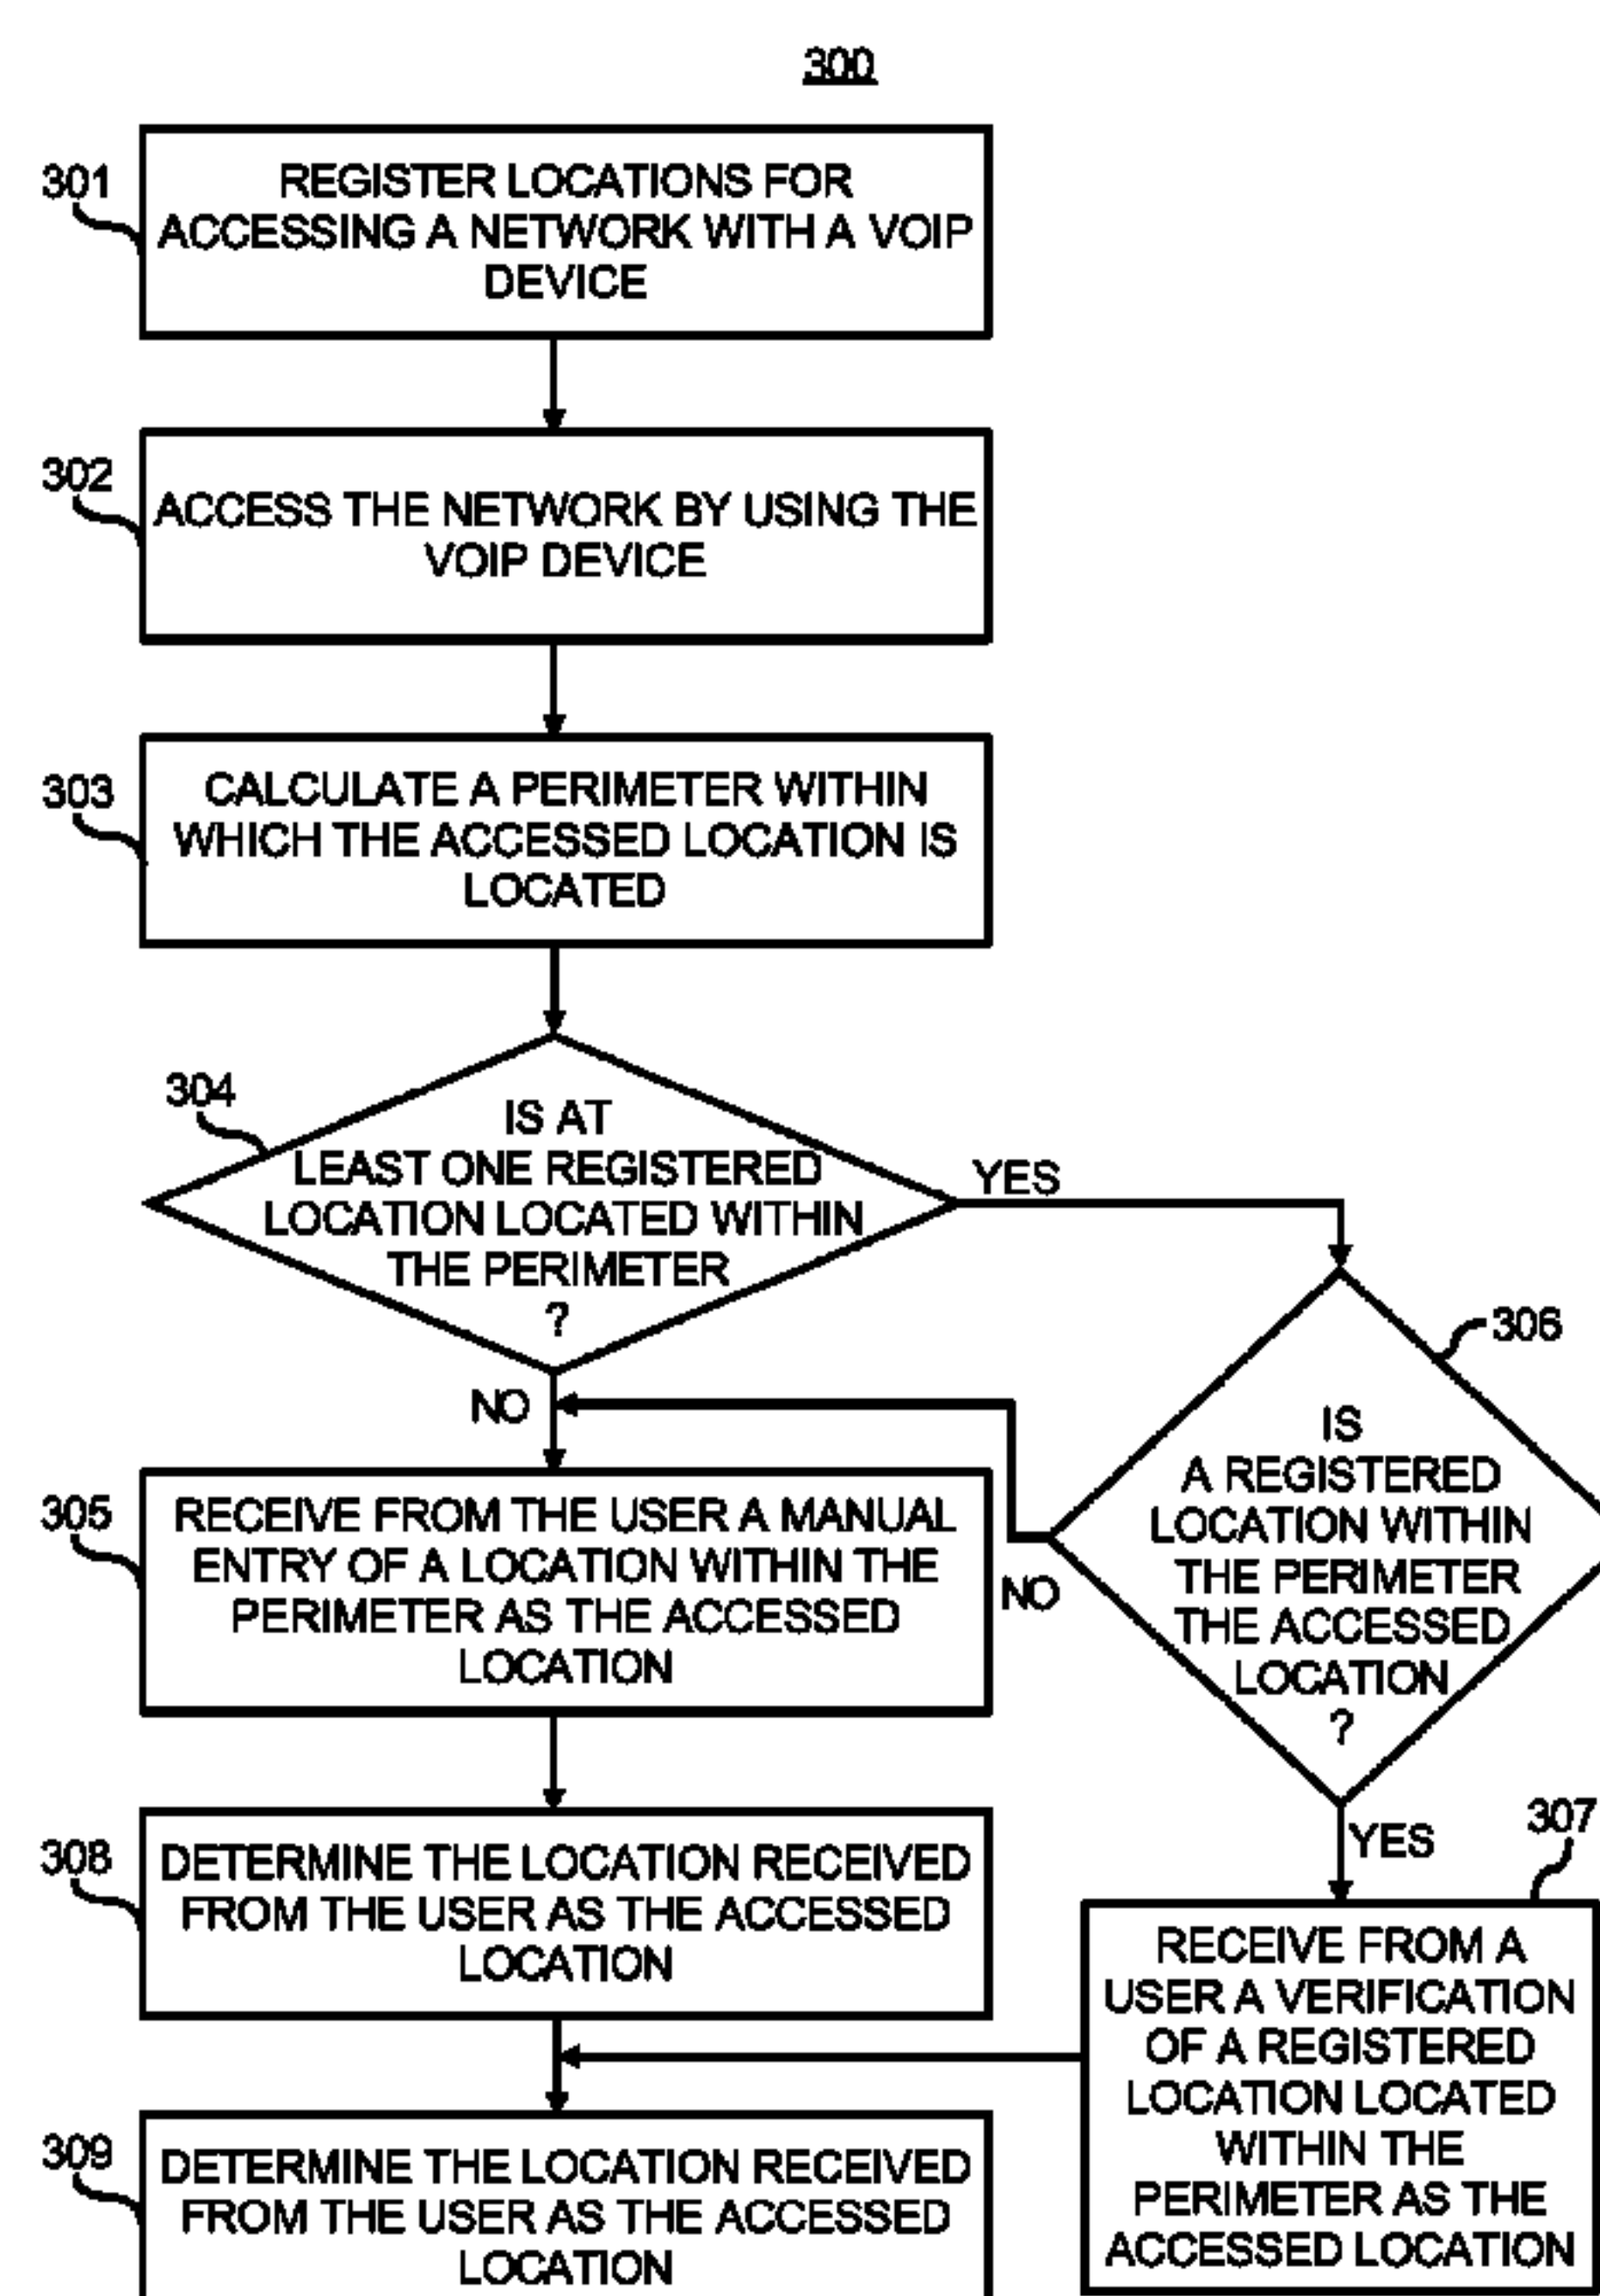 300
301
REGISTER LOCATIONS FOR
ACCESSING A NETWORK WITH A VOIP
DEVICE
302
ACCESS THE NETWORK BY USING THE
VOIP DEVICE
303
CALCULATE A PERIMETER WITHIN
WHICH THE ACCESSED LOCATION IS
LOCATED
304
IS AT
LEAST ONE REGISTERED
LOCATION LOCATED WITHIN
THE PERIMETER
?
YES
NO
306
IS
A REGISTERED
LOCATION WITHIN
THE PERIMETER
THE ACCESSED
LOCATION
?
NO
YES
305
RECEIVE FROM THE USER A MANUAL
ENTRY OF A LOCATION WITHIN THE
PERIMETER AS THE ACCESSED
LOCATION
307
RECEIVE FROM A
USER A VERIFICATION
OF A REGISTERED
LOCATION LOCATED
WITHIN THE
PERIMETER AS THE
ACCESSED LOCATION
308
DETERMINE THE LOCATION RECEIVED
FROM THE USER AS THE ACCESSED
LOCATION
309
DETERMINE THE LOCATION RECEIVED
FROM THE USER AS THE ACCESSED
LOCATION